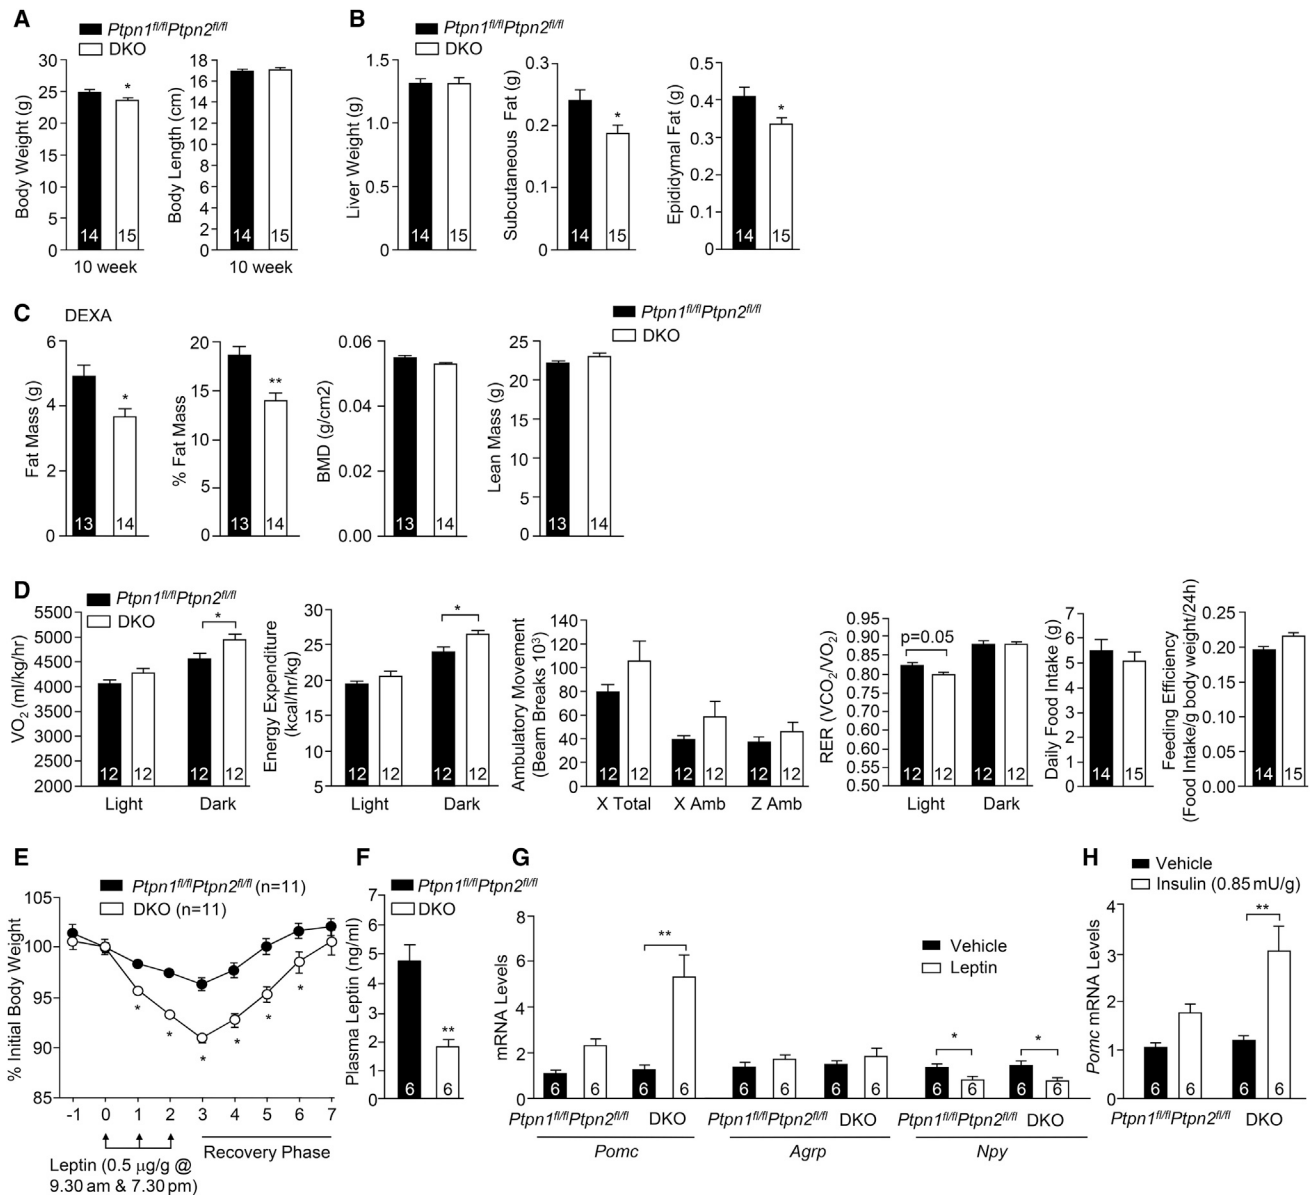 A
Ptpn1fl/flPtpn2fl/fl
DKO
Body Weight (g)
30
25
20
15
10
5
0
*
14
15
10 week
Body Length (cm)
18
16
14
12
10
8
6
4
2
0
14
15
10 week
B
Ptpn1fl/flPtpn2fl/fl
DKO
Liver Weight (g)
1.5
1.0
0.5
0
14
15
Subcutaneous Fat (g)
0.3
0.2
0.1
0
*
14
15
Epididymal Fat (g)
0.5
0.4
0.3
0.2
0.1
0
*
14
15
C
DEXA
Ptpn1fl/flPtpn2fl/fl
DKO
Fat Mass (g)
6
4
2
0
*
13
14
% Fat Mass
20
15
10
5
0
**
13
14
BMD (g/cm2)
0.06
0.04
0.02
0.00
13
14
Lean Mass (g)
25
20
15
10
5
0
13
14
D
Ptpn1fl/flPtpn2fl/fl
DKO
VO2 (ml/kg/hr)
5500
5000
4500
4000
3500
3000
2500
2000
*
12
12
12
12
Light
Dark
Energy Expenditure
(kcal/hr/kg)
30
25
20
15
10
5
*
12
12
12
12
Light
Dark
Ambulatory Movement
(Beam Breaks 10³)
140
120
100
80
60
40
20
0
12
12
12
12
12
12
X Total
X Amb
Z Amb
RER (VCO2/VO2)
0.95
0.90
0.85
0.80
0.75
0.70
0.65
0.60
0.55
0.50
p=0.05
12
12
12
12
Light
Dark
Daily Food Intake (g)
7
6
5
4
3
2
1
0
14
15
Feeding Efficiency
(Food Intake/g body weight/24h)
0.25
0.20
0.15
0.10
0.05
0.00
14
15
E
Ptpn1fl/flPtpn2fl/fl (n=11)
DKO (n=11)
% Initial Body Weight
105
100
95
90
85
*
*
*
*
*
*
-1
0
1
2
3
4
5
6
7
Leptin (0.5 μg/g @
9.30 am & 7.30 pm)
Recovery Phase
F
Ptpn1fl/flPtpn2fl/fl
DKO
Plasma Leptin (ng/ml)
7
6
5
4
3
2
1
0
**
6
6
G
Vehicle
Leptin
mRNA Levels
8
6
4
2
0
**
*
*
6
6
6
6
6
6
6
6
6
6
6
6
Ptpn1fl/flPtpn2fl/fl
DKO
Ptpn1fl/flPtpn2fl/fl
DKO
Ptpn1fl/flPtpn2fl/fl
DKO
Pomc
Agrp
Npy
H
Vehicle
Insulin (0.85 mU/g)
Pomc mRNA Levels
4
3
2
1
0
**
6
6
6
6
Ptpn1fl/flPtpn2fl/fl
DKO